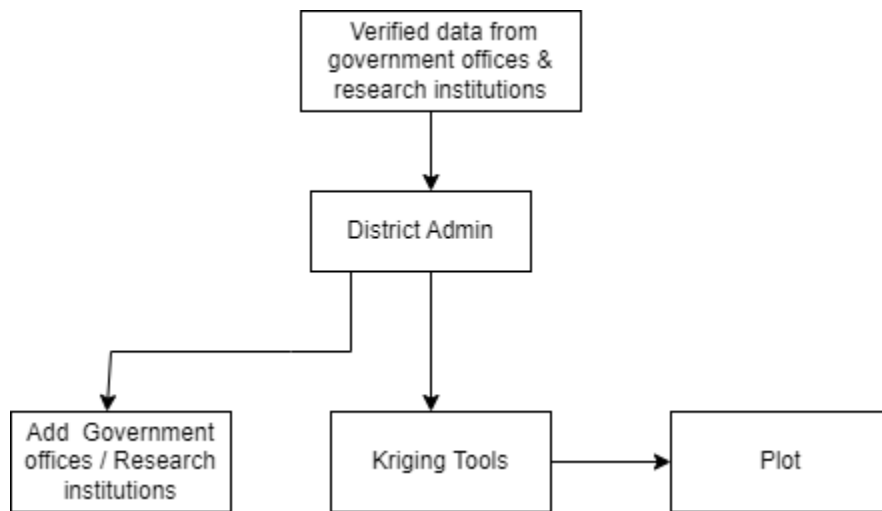 Verified data from
government offices &
research institutions
District Admin
Add Government
offices / Research
institutions
Kriging Tools
Plot